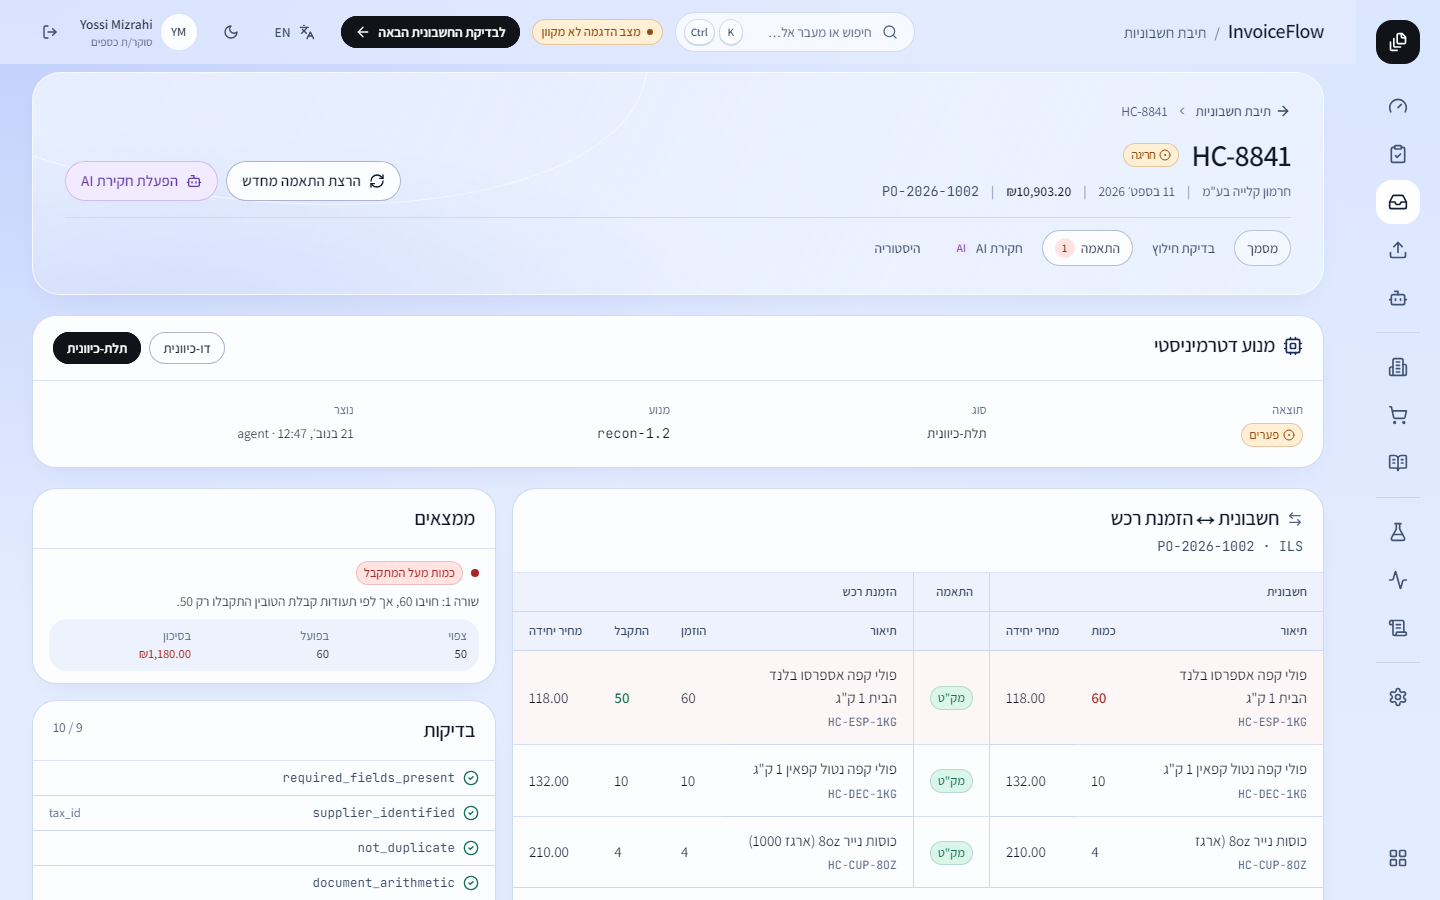 InvoiceFlow / תיבת חשבוניות
חיפוש או מעבר אל... Ctrl K
מצב הדגמה לא מקוון
לבדיקת החשבונית הבאה
EN
YM
Yossi Mizrahi
סוקר/ת כספים
תיבת חשבוניות
HC-8841
HC-8841
חריגה
חרמון קלייה בע"מ | 11 בספט׳ 2026 | ₪10,903.20 | PO-2026-1002
הרצת התאמה מחדש
הפעלת חקירת AI
מסמך
בדיקת חילוץ
התאמה 1
חקירת AI AI
היסטוריה
מנוע דטרמיניסטי
דו-כיוונית
תלת-כיוונית
תוצאה סוג מנוע נוצר
פערים תלת-כיוונית recon-1.2 21 בנוב׳, 12:47 · agent
חשבונית ↔ הזמנת רכש
PO-2026-1002 · ILS
חשבונית התאמה הזמנת רכש
תיאור כמות מחיר יחידה תיאור הוזמן התקבל מחיר יחידה
פולי קפה אספרסו בלנד
הבית 1 ק"ג
HC-ESP-1KG
60 118.00
מק"ט
פולי קפה אספרסו בלנד
הבית 1 ק"ג
HC-ESP-1KG
60 50 118.00
פולי קפה נטול קפאין 1 ק"ג
HC-DEC-1KG
10 132.00
מק"ט
פולי קפה נטול קפאין 1 ק"ג
HC-DEC-1KG
10 10 132.00
כוסות נייר 8oz (ארגז
HC-CUP-8OZ
4 210.00
מק"ט
כוסות נייר 8oz (ארגז 1000)
HC-CUP-8OZ
4 4 210.00
ממצאים
כמות מעל המתקבל
שורה 1: חויבו 60, אך לפי תעודות קבלת הטובין התקבלו רק 50.
צפוי בפועל בסיכון
50 60 ₪1,180.00
בדיקות
10 / 9
required_fields_present
supplier_identified tax_id
not_duplicate
document_arithmetic